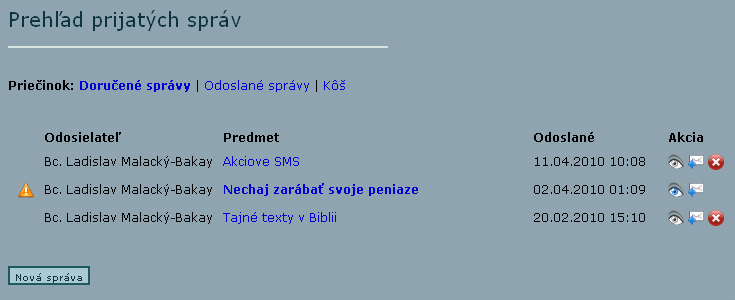 Prehľad prijatých správ
Priečinok: Doručené správy | Odoslané správy | Kôš
Odosielateľ Predmet Odoslané Akcia
Bc. Ladislav Malacký-Bakay Akciove SMS 11.04.2010 10:08
Bc. Ladislav Malacký-Bakay Nechaj zarábať svoje peniaze 02.04.2010 01:09
Bc. Ladislav Malacký-Bakay Tajné texty v Biblii 20.02.2010 15:10
Nová správa